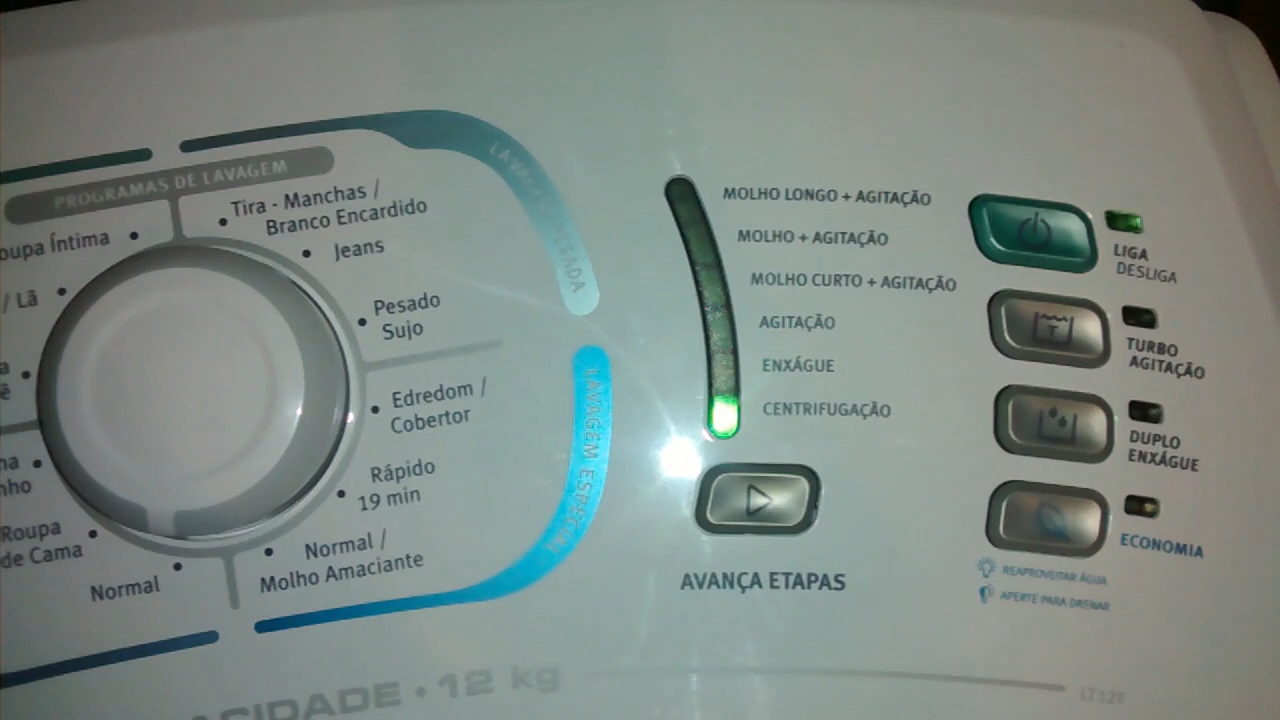 PROGRAMAS DE LAVAGEM
Tira - Manchas /
Branco Encardido
Jeans
Pesado
Sujo
Edredom /
Cobertor
Rápido
19 min
Normal /
Molho Amaciante
Normal
Roupa
de Cama
/ Lã
oupa Íntima
LAVAGEM
MOLHO LONGO + AGITAÇÃO
MOLHO + AGITAÇÃO
MOLHO CURTO + AGITAÇÃO
AGITAÇÃO
ENXÁGUE
CENTRIFUGAÇÃO
AVANÇA ETAPAS
LIGA
DESLIGA
TURBO
AGITAÇÃO
DUPLO
ENXÁGUE
ECONOMIA
REAPROVEITAR ÁGUA
APERTE PARA DRENAR
ACIDADE • 12 kg
LT12F